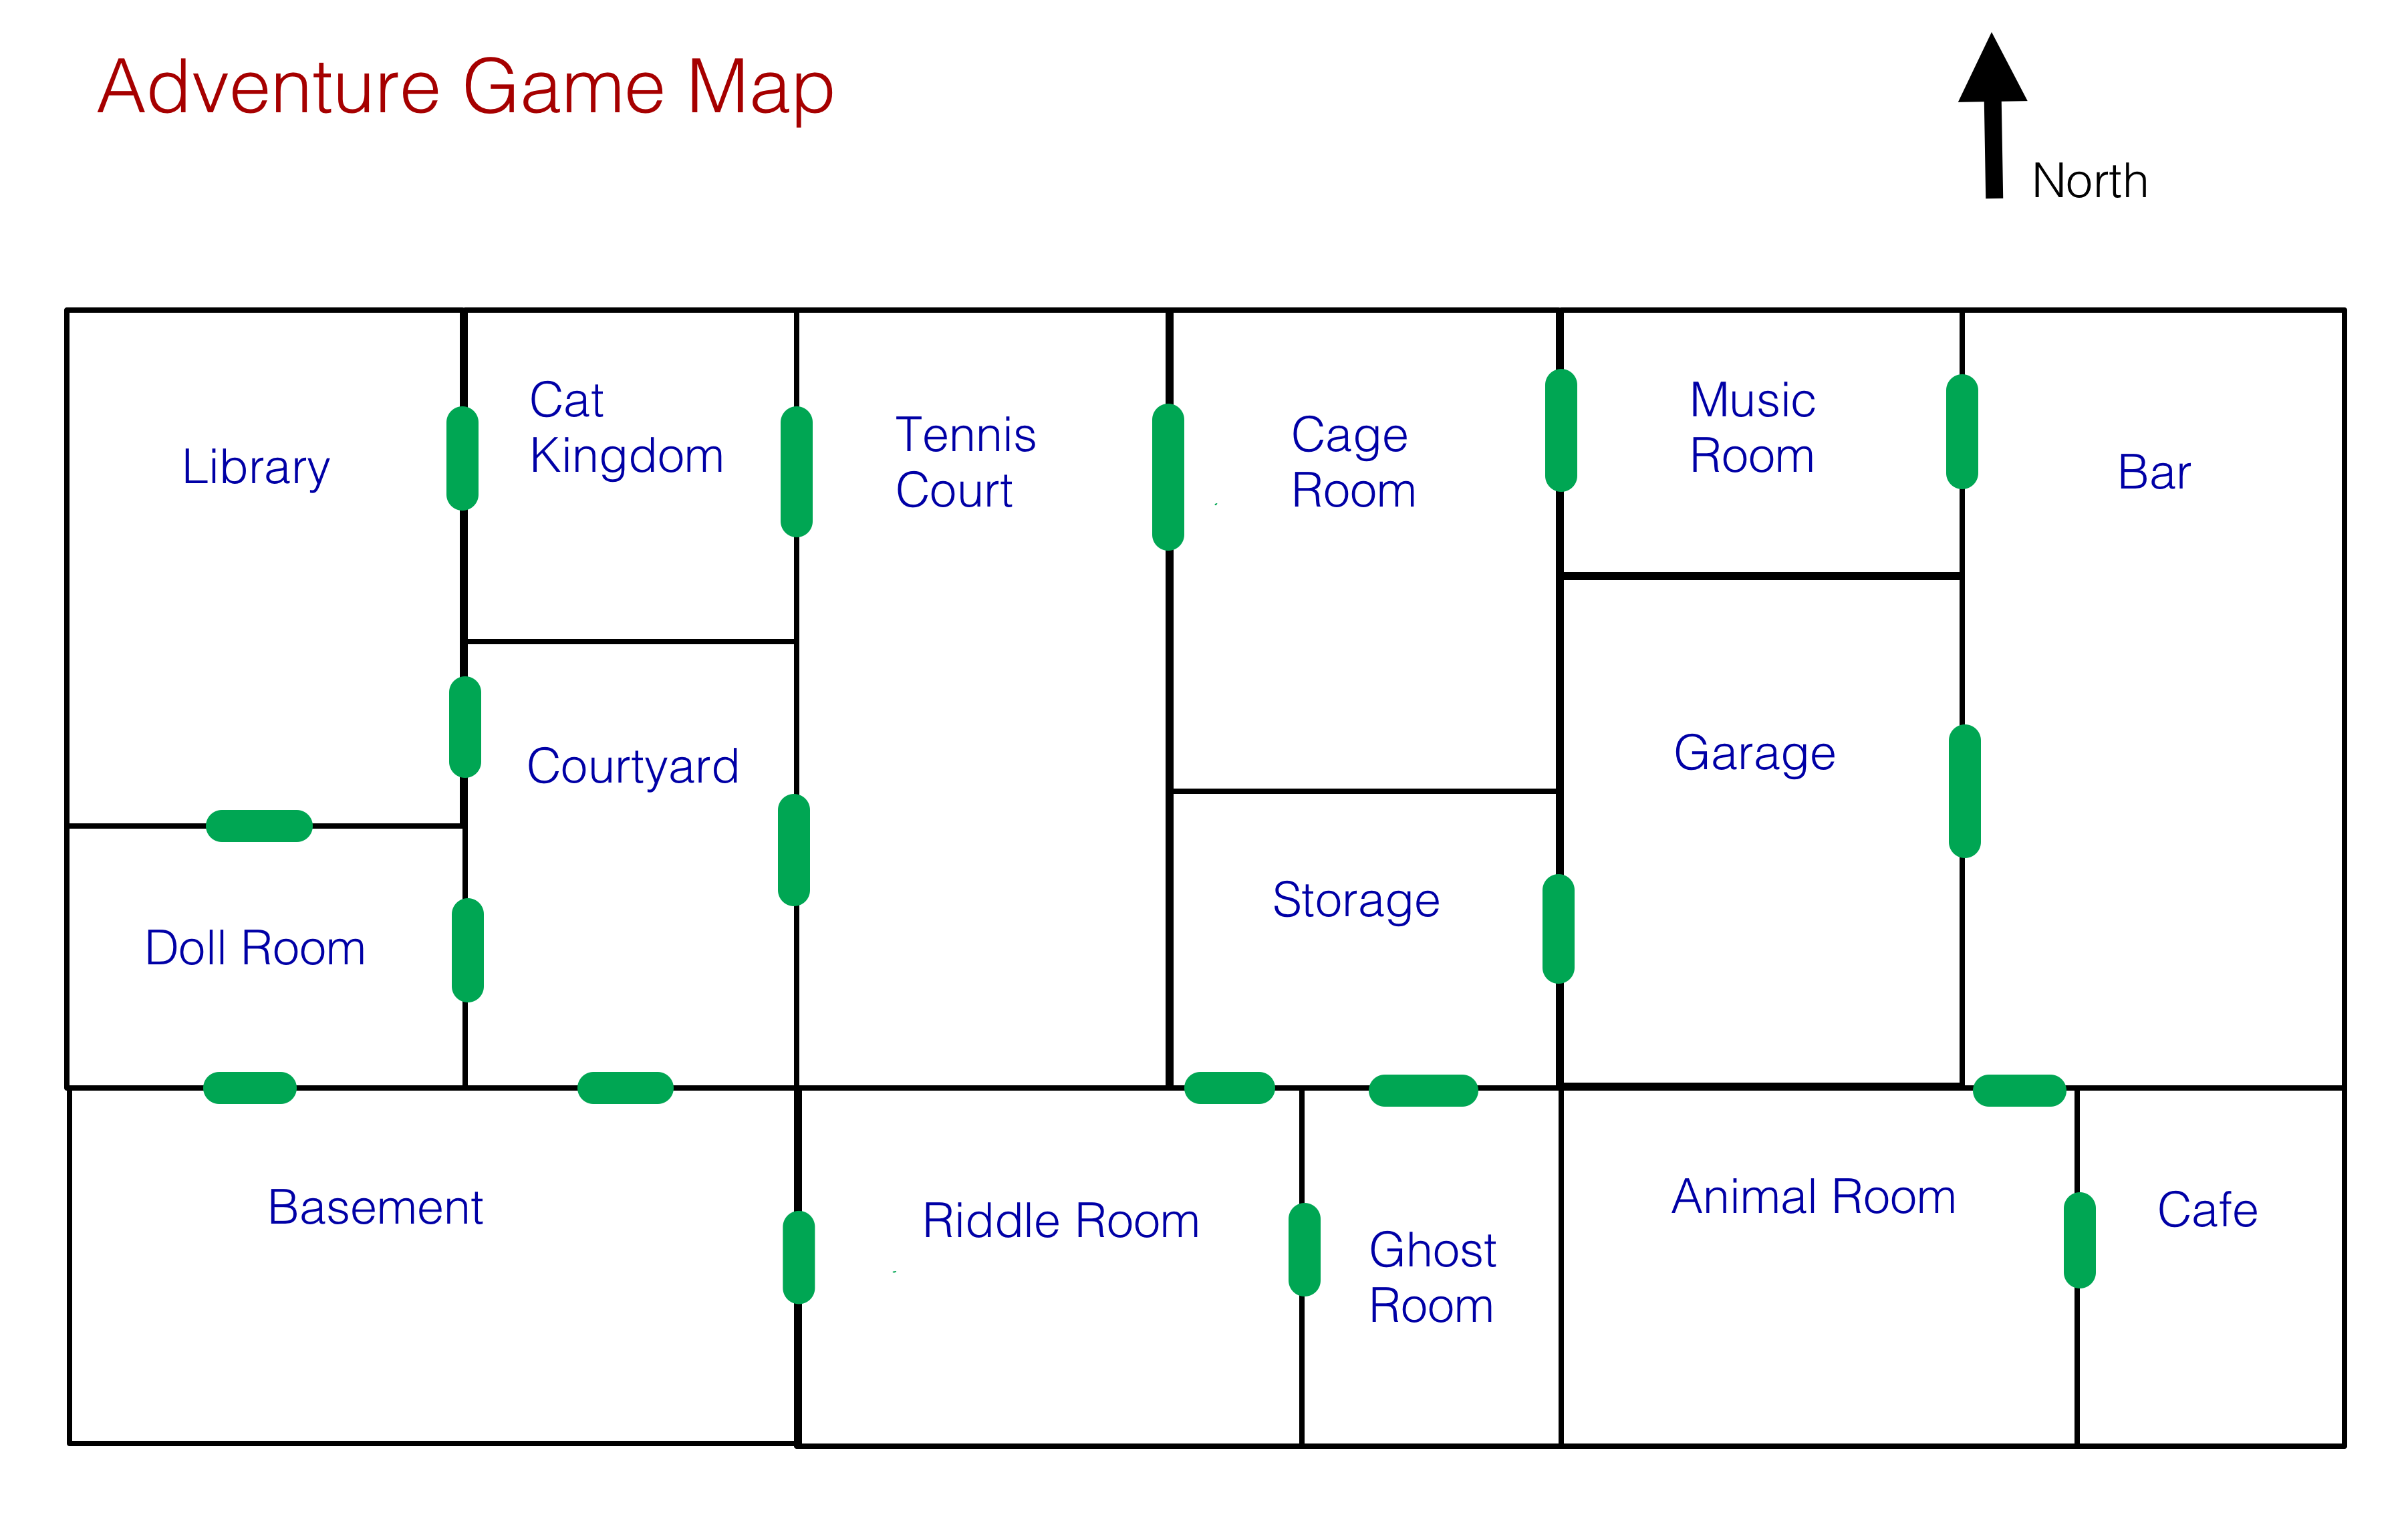 Adventure Game Map
North
Library
Cat
Kingdom
Tennis
Court
Cage
Room
Music
Room
Bar
Courtyard
Garage
Doll Room
Storage
Basement
Riddle Room
Ghost
Room
Animal Room
Cafe